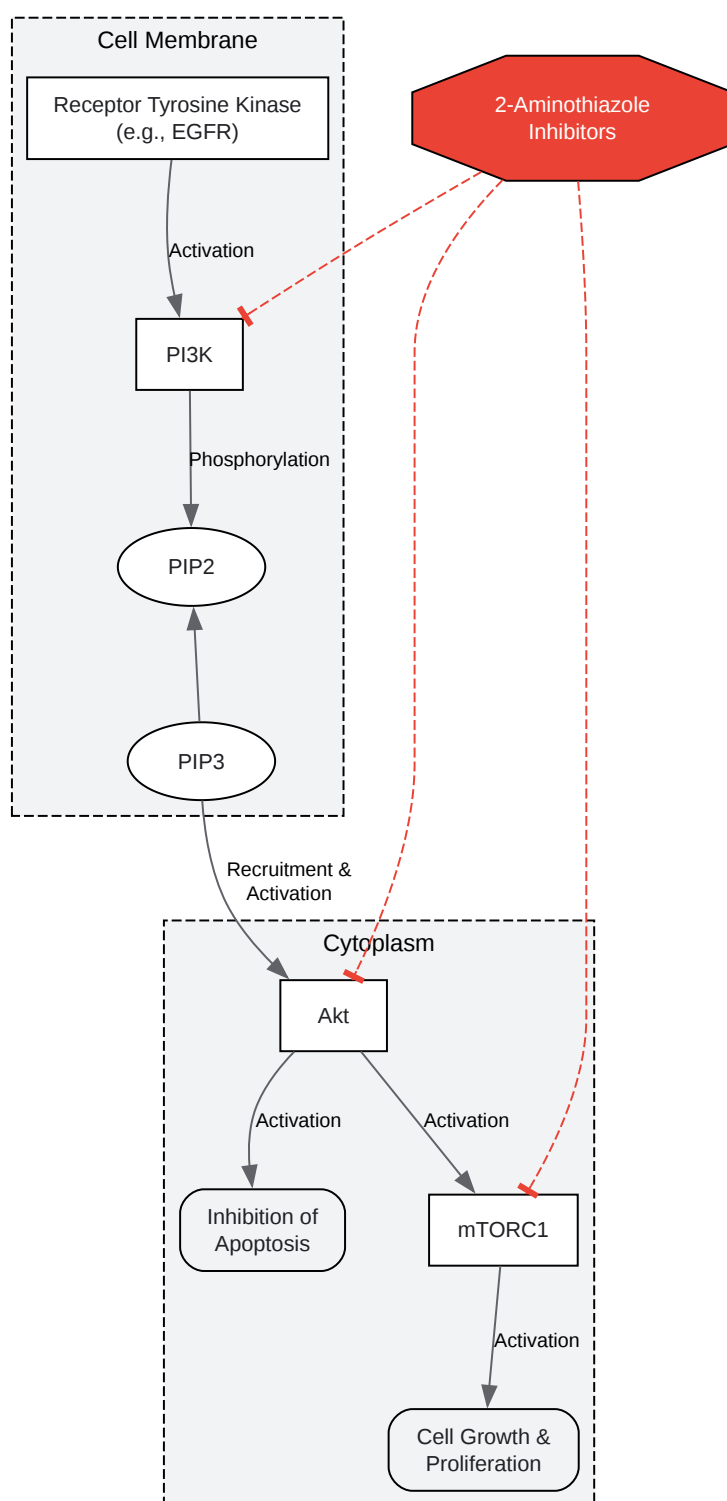 Cell Membrane
Receptor Tyrosine Kinase
(e.g., EGFR)
2-Aminothiazole
Inhibitors
Activation
PI3K
Phosphorylation
PIP2
PIP3
Recruitment &
Activation
Cytoplasm
Akt
Activation
Activation
Inhibition of
Apoptosis
mTORC1
Activation
Cell Growth &
Proliferation